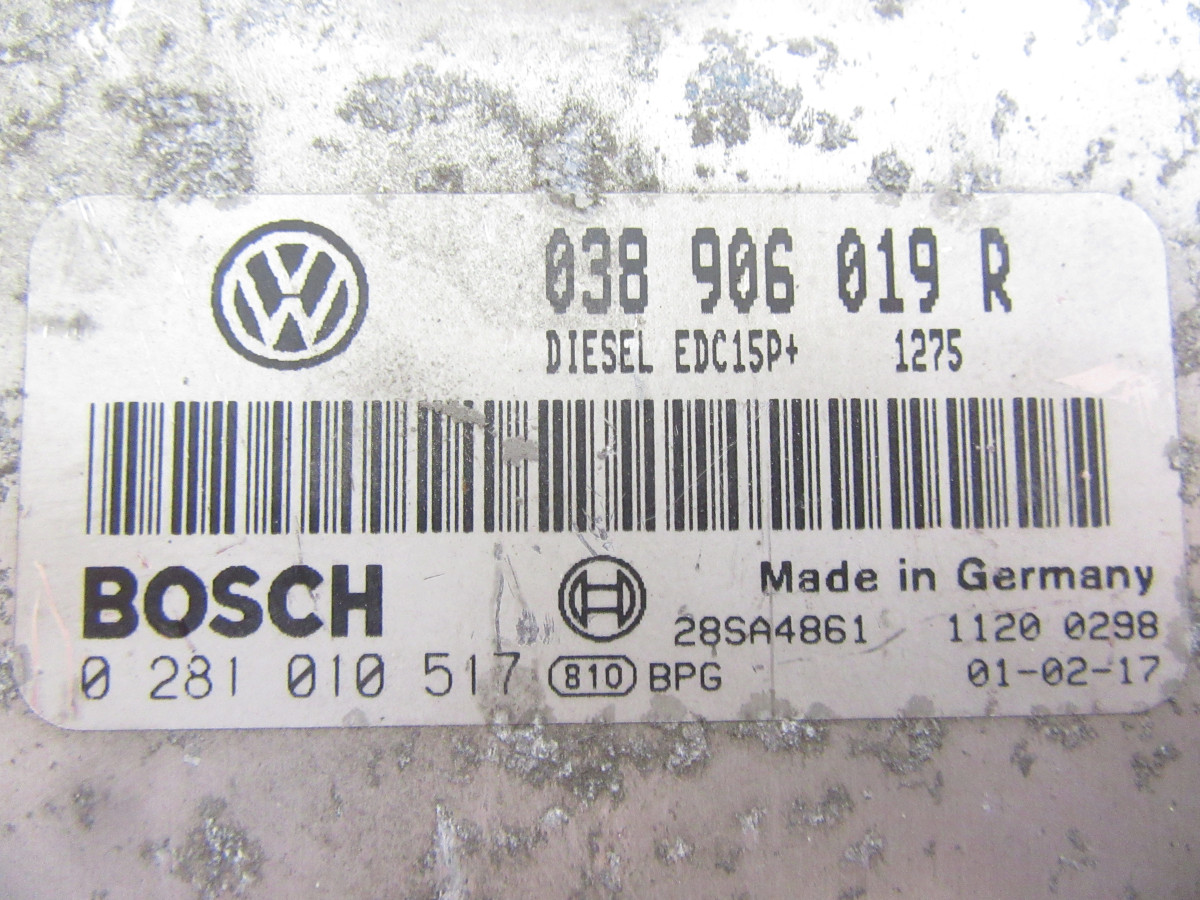 038 906 019 R
DIESEL EDC15P+ 1275
BOSCH
Made in Germany
28SA4861 1120 0298
0 281 010 517 810 BPG 01-02-17